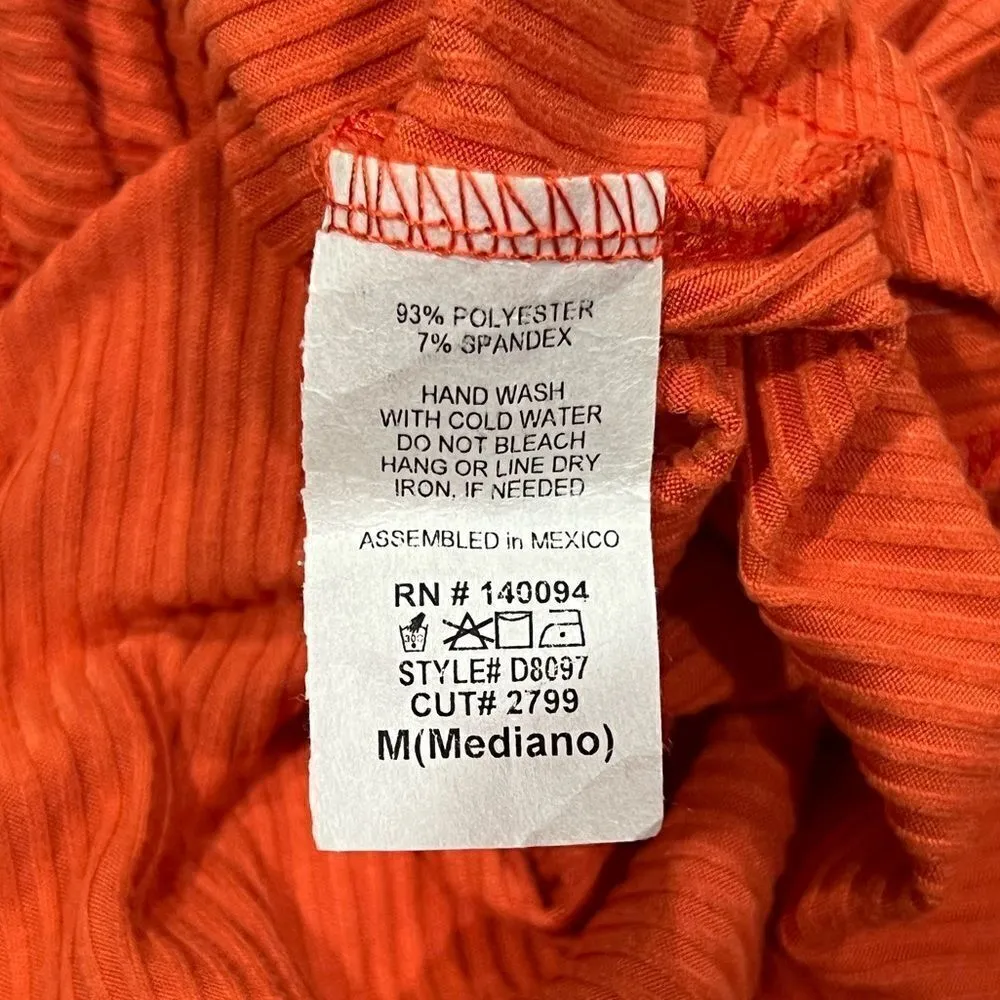 93% POLYESTER
7% SPANDEX
HAND WASH
WITH COLD WATER
DO NOT BLEACH
HANG OR LINE DRY
IRON, IF NEEDED
ASSEMBLED in MEXICO
RN # 140094
30C
STYLE# D8097
CUT# 2799
M(Mediano)